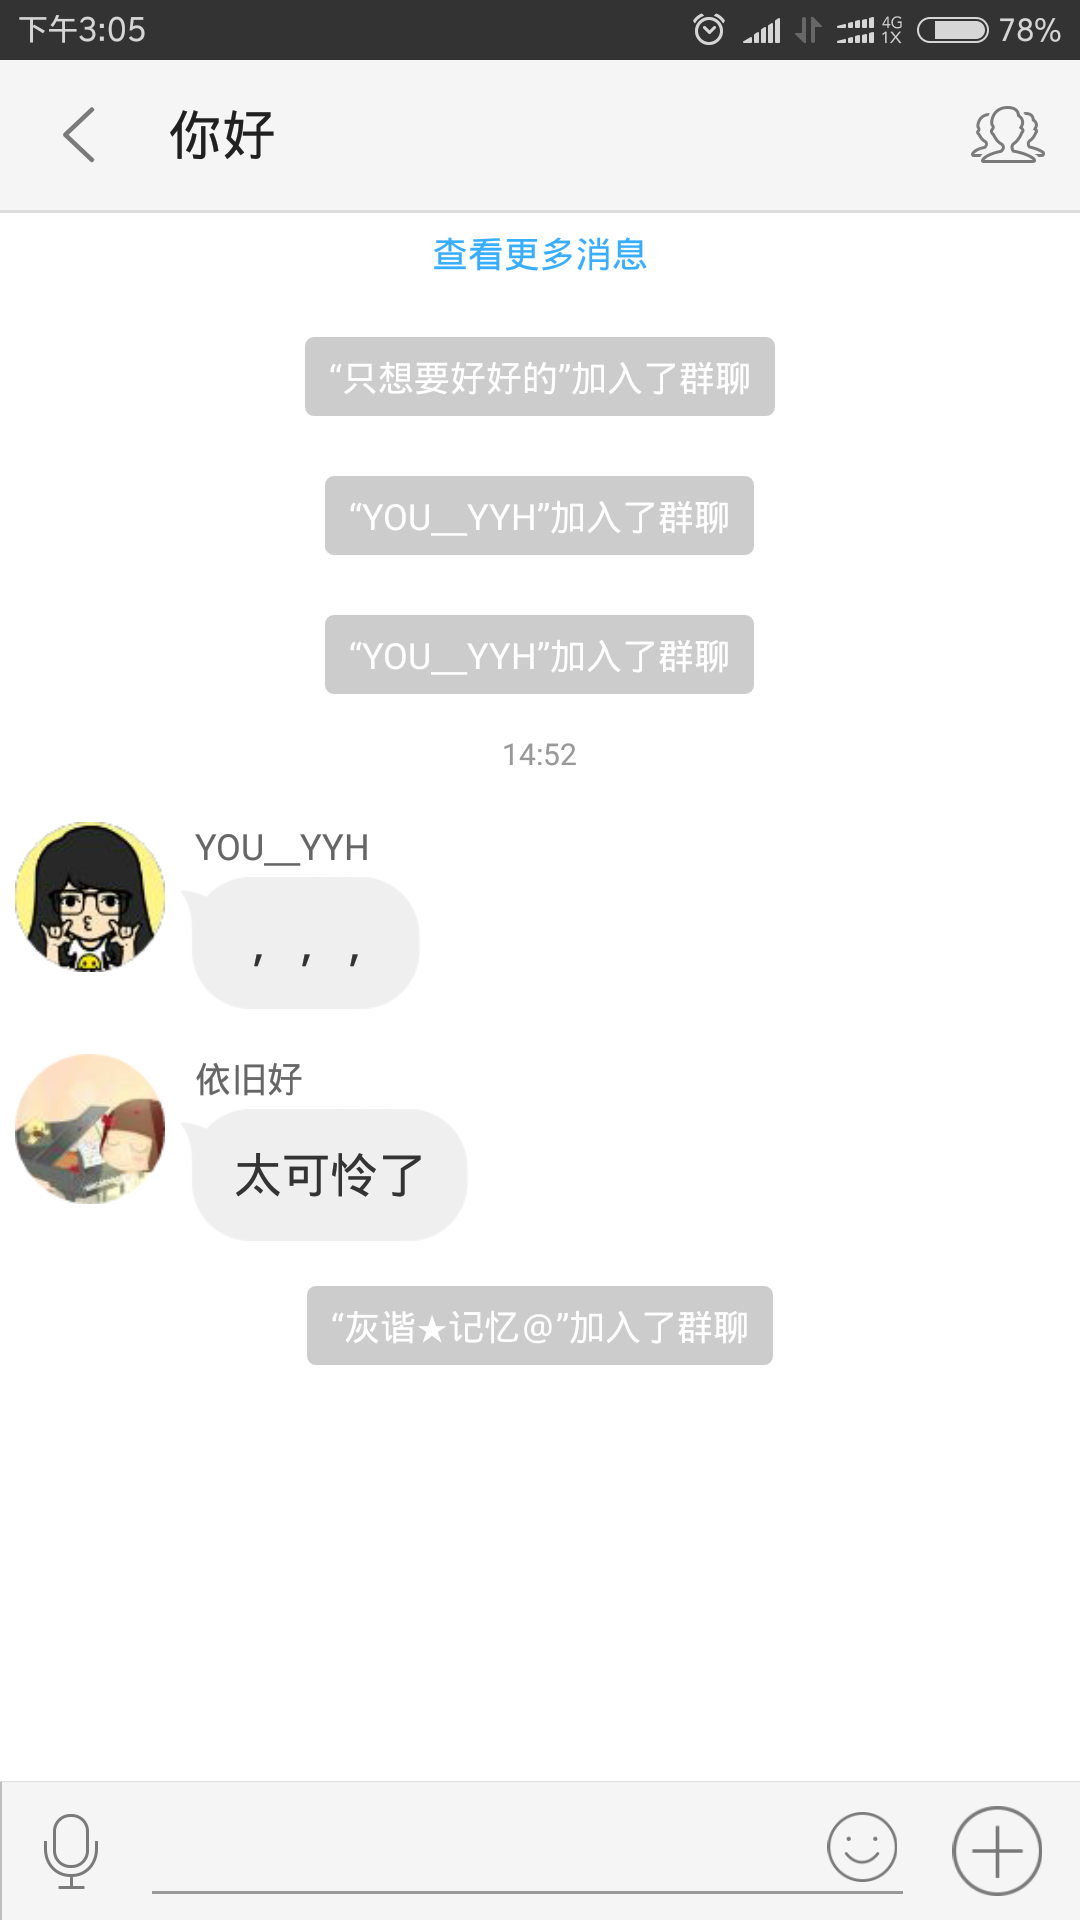 下午3:05
4G
1X
78%
你好
查看更多消息
“只想要好好的”加入了群聊
“YOU__YYH”加入了群聊
“YOU__YYH”加入了群聊
14:52
YOU__YYH
，，，
依旧好
太可怜了
“灰谐★记忆@”加入了群聊